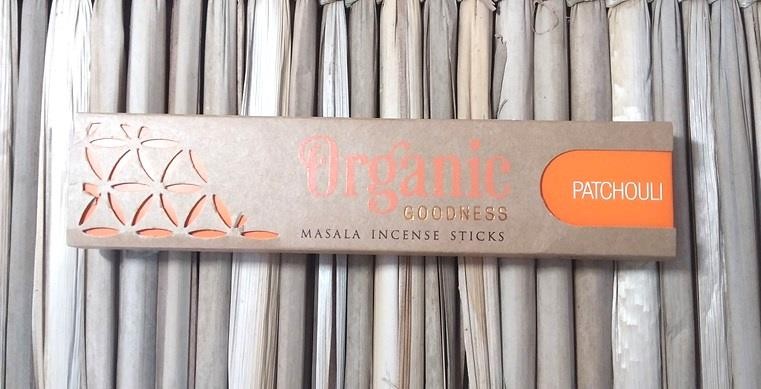 Organic
GOODNESS
MASALA INCENSE STICKS
PATCHOULI